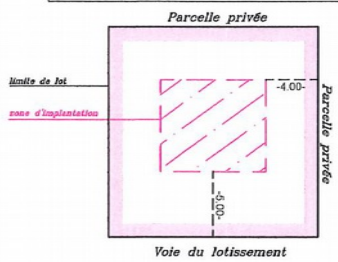 Parcelle privée
limite de lot
-4.00-
zone d'implantation
Parcelle privée
-5.00-
Voie du lotissement